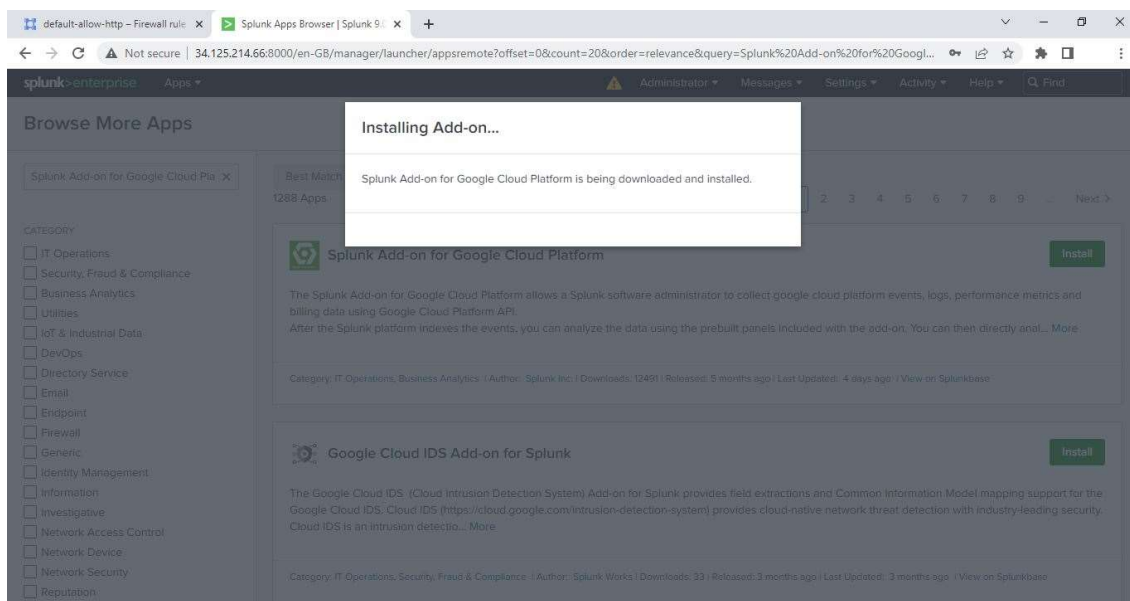 default-allow-http – Firewall rule
Splunk Apps Browser | Splunk 9.0
Not secure | 34.125.214.66:8000/en-GB/manager/launcher/appsremote?offset=0&count=20&order=relevance&query=Splunk%20Add-on%20for%20Googl...
splunk>enterprise Apps Administrator Messages Settings Activity Help Find
Browse More Apps
Installing Add-on...
Splunk Add-on for Google Cloud Platform is being downloaded and installed.
Splunk Add-on for Google Cloud Pla
Best Match
1288 Apps
2 3 4 5 6 7 8 9 ... Next >
CATEGORY
IT Operations
Security, Fraud & Compliance
Business Analytics
Utilities
IoT & Industrial Data
DevOps
Directory Service
Email
Endpoint
Firewall
Generic
Identity Management
Information
Investigative
Network Access Control
Network Device
Network Security
Reputation
Splunk Add-on for Google Cloud Platform
Install
The Splunk Add-on for Google Cloud Platform allows a Splunk software administrator to collect google cloud platform events, logs, performance metrics and
billing data using Google Cloud Platform API.
After the Splunk platform indexes the events, you can analyze the data using the prebuilt panels included with the add-on. You can then directly anal... More
Category: IT Operations, Business Analytics | Author: Splunk Inc. | Downloads: 12491 | Released: 5 months ago | Last Updated: 4 days ago | View on Splunkbase
Google Cloud IDS Add-on for Splunk
Install
The Google Cloud IDS (Cloud Intrusion Detection System) Add-on for Splunk provides field extractions and Common Information Model mapping support for the
Google Cloud IDS. Cloud IDS (https://cloud.google.com/intrusion-detection-system) provides cloud-native network threat detection with industry-leading security.
Cloud IDS is an intrusion detectio... More
Category: IT Operations, Security, Fraud & Compliance | Author: Splunk Works | Downloads: 33 | Released: 3 months ago | Last Updated: 3 months ago | View on Splunkbase